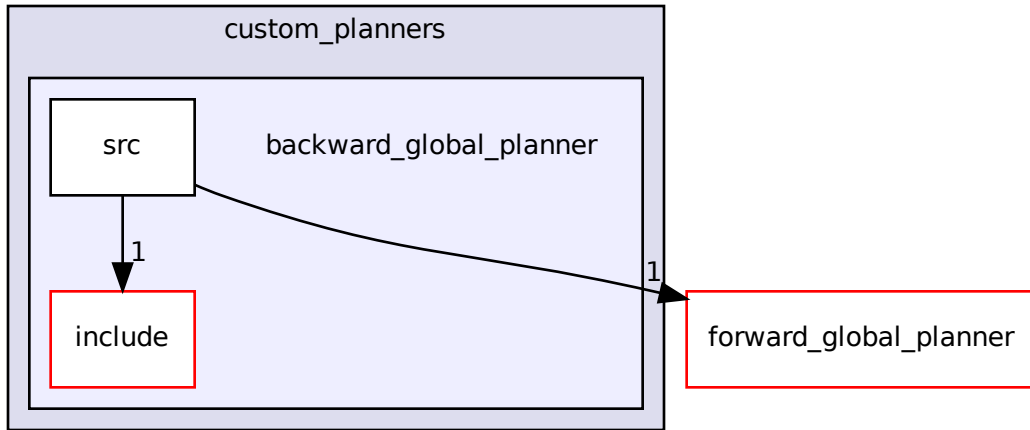 custom_planners
src
backward_global_planner
1
1
include
forward_global_planner